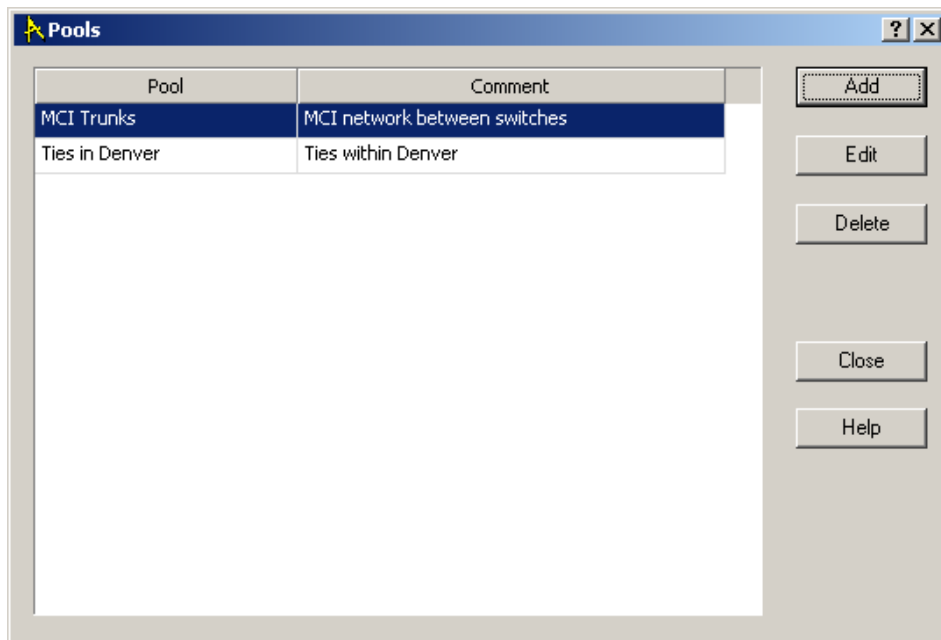 Pools
Pool Comment
MCI Trunks MCI network between switches
Ties in Denver Ties within Denver
Add
Edit
Delete
Close
Help